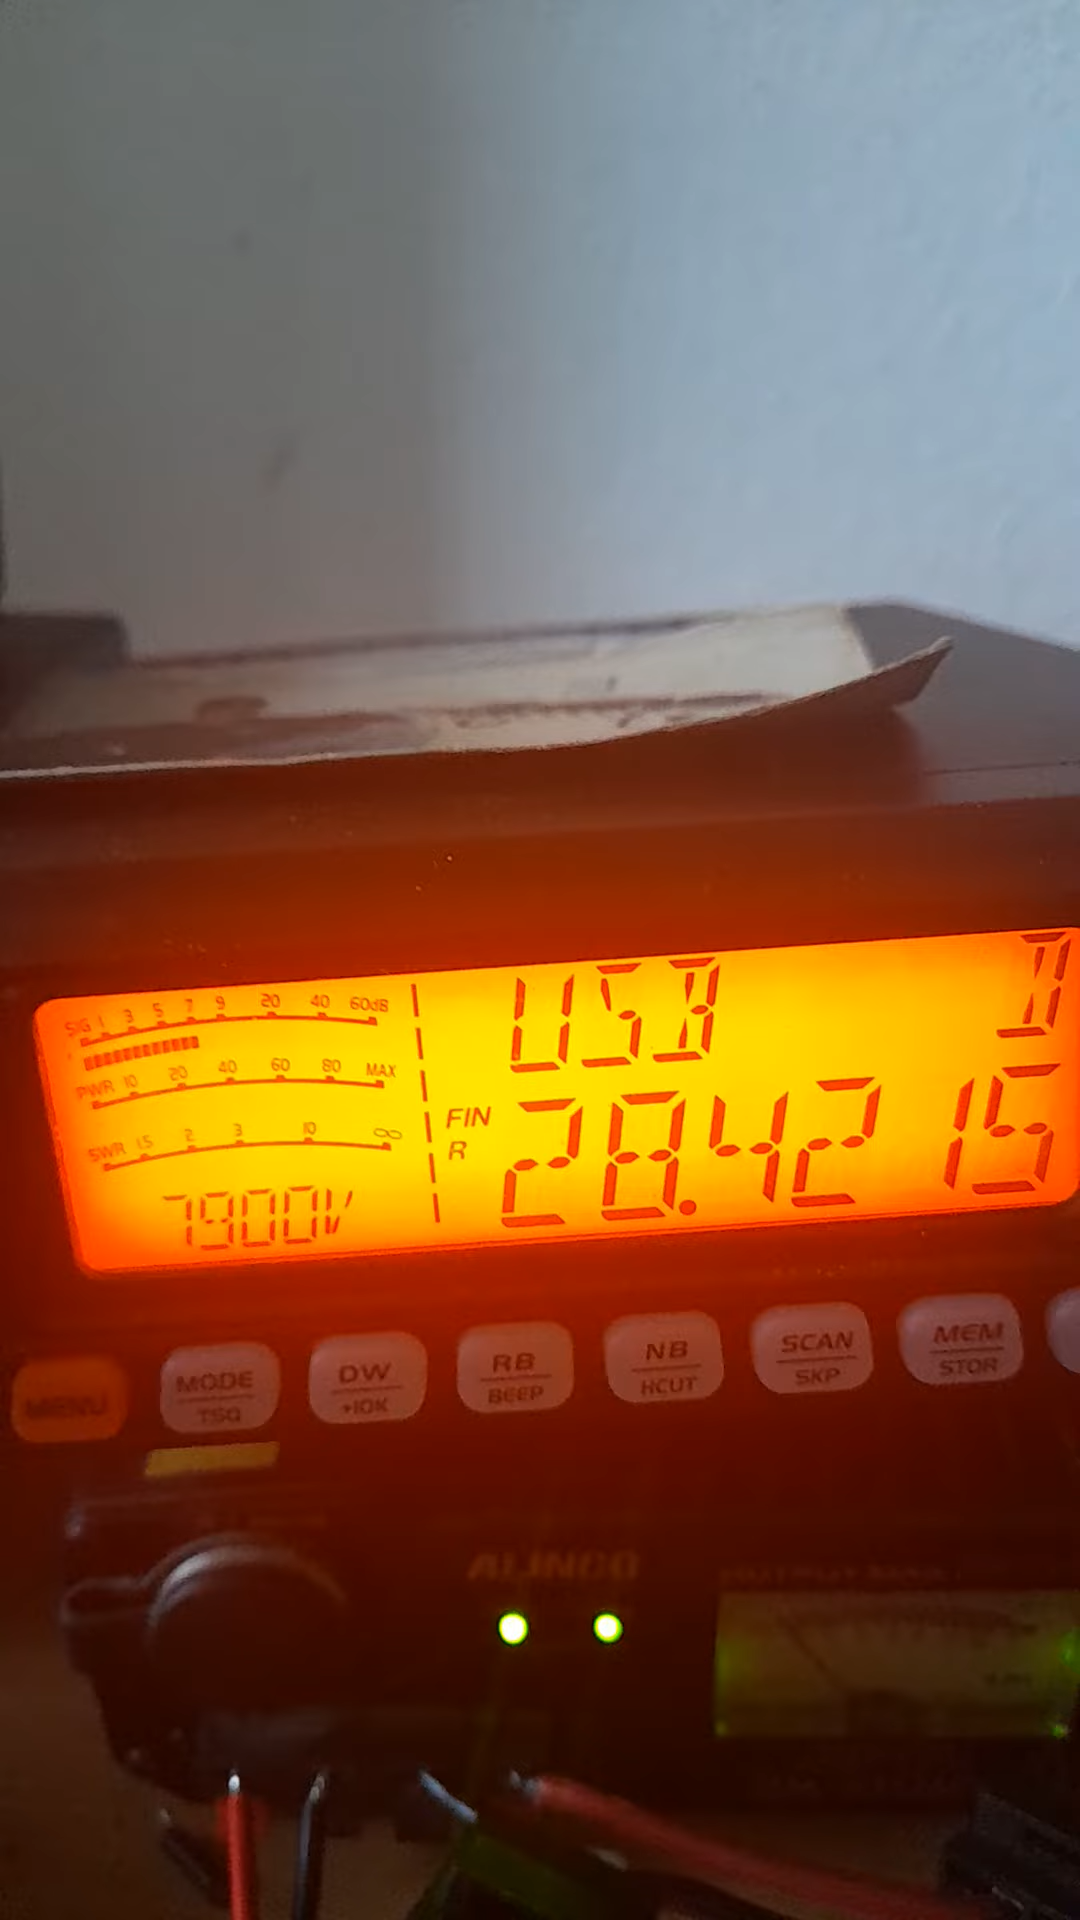 SIG 1 3 5 7 9 20 40 60dB
PWR 10 20 40 60 80 MAX
SWR 1.5 2 3 10 ∞
7900V
USB D
FIN
R
28.42 15
MENU
MODE
TSQ
DW
+10K
RB
BEEP
NB
HCUT
SCAN
SKP
MEM
STOR
ALINCO